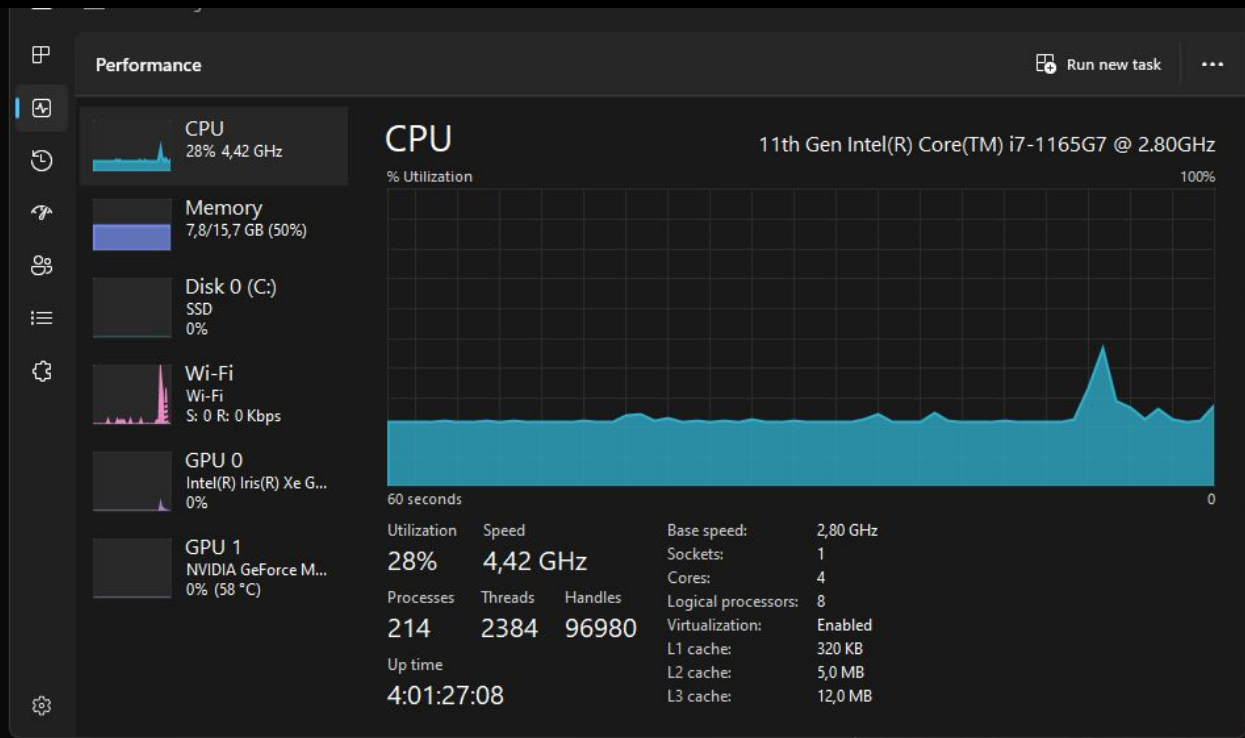 Performance
Run new task
CPU
28% 4,42 GHz
Memory
7,8/15,7 GB (50%)
Disk 0 (C:)
SSD
0%
Wi-Fi
Wi-Fi
S: 0 R: 0 Kbps
GPU 0
Intel(R) Iris(R) Xe G...
0%
GPU 1
NVIDIA GeForce M...
0% (58 °C)
CPU
11th Gen Intel(R) Core(TM) i7-1165G7 @ 2.80GHz
% Utilization
100%
60 seconds
0
Utilization Speed
28% 4,42 GHz
Processes Threads Handles
214 2384 96980
Up time
4:01:27:08
Base speed: 2,80 GHz
Sockets: 1
Cores: 4
Logical processors: 8
Virtualization: Enabled
L1 cache: 320 KB
L2 cache: 5,0 MB
L3 cache: 12,0 MB